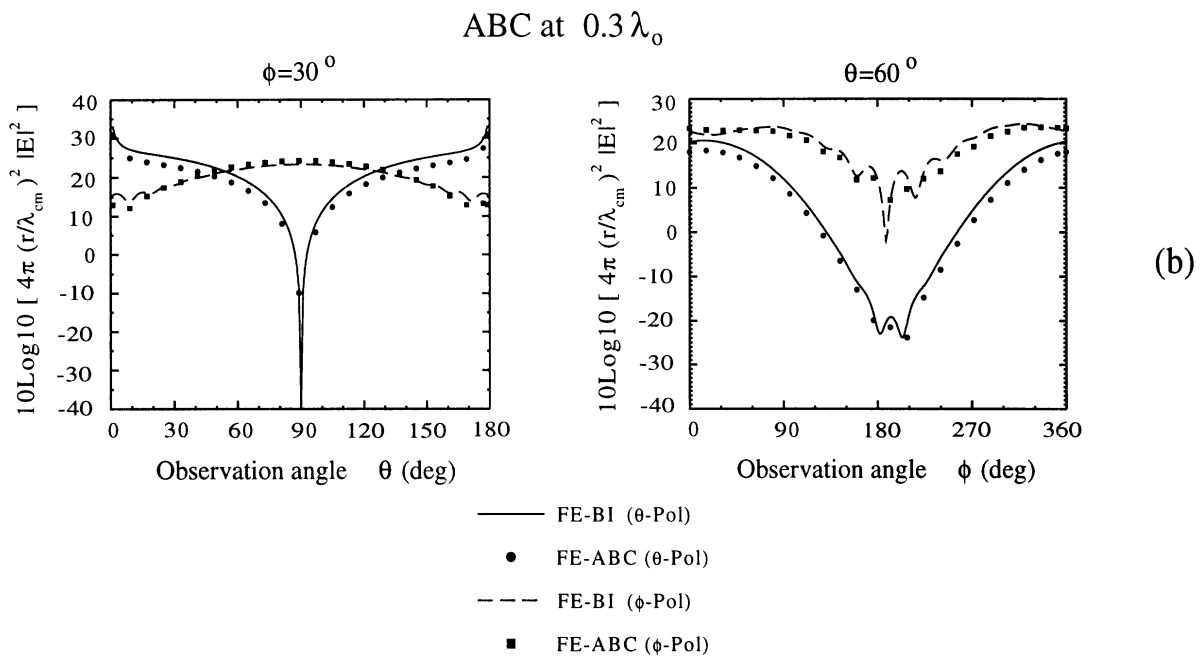 ABC at 0.3 λo
ϕ=30 o
10Log10 [ 4π (r/λcm )2 |E|2 ]
40
30
20
10
0
-10
-20
-30
-40
0 30 60 90 120 150 180
Observation angle θ (deg)
θ=60 o
10Log10 [ 4π (r/λcm )2 |E|2 ]
30
20
10
0
-10
-20
-30
-40
0 90 180 270 360
Observation angle ϕ (deg)
(b)
FE-BI (θ-Pol)
FE-ABC (θ-Pol)
FE-BI (ϕ-Pol)
FE-ABC (ϕ-Pol)